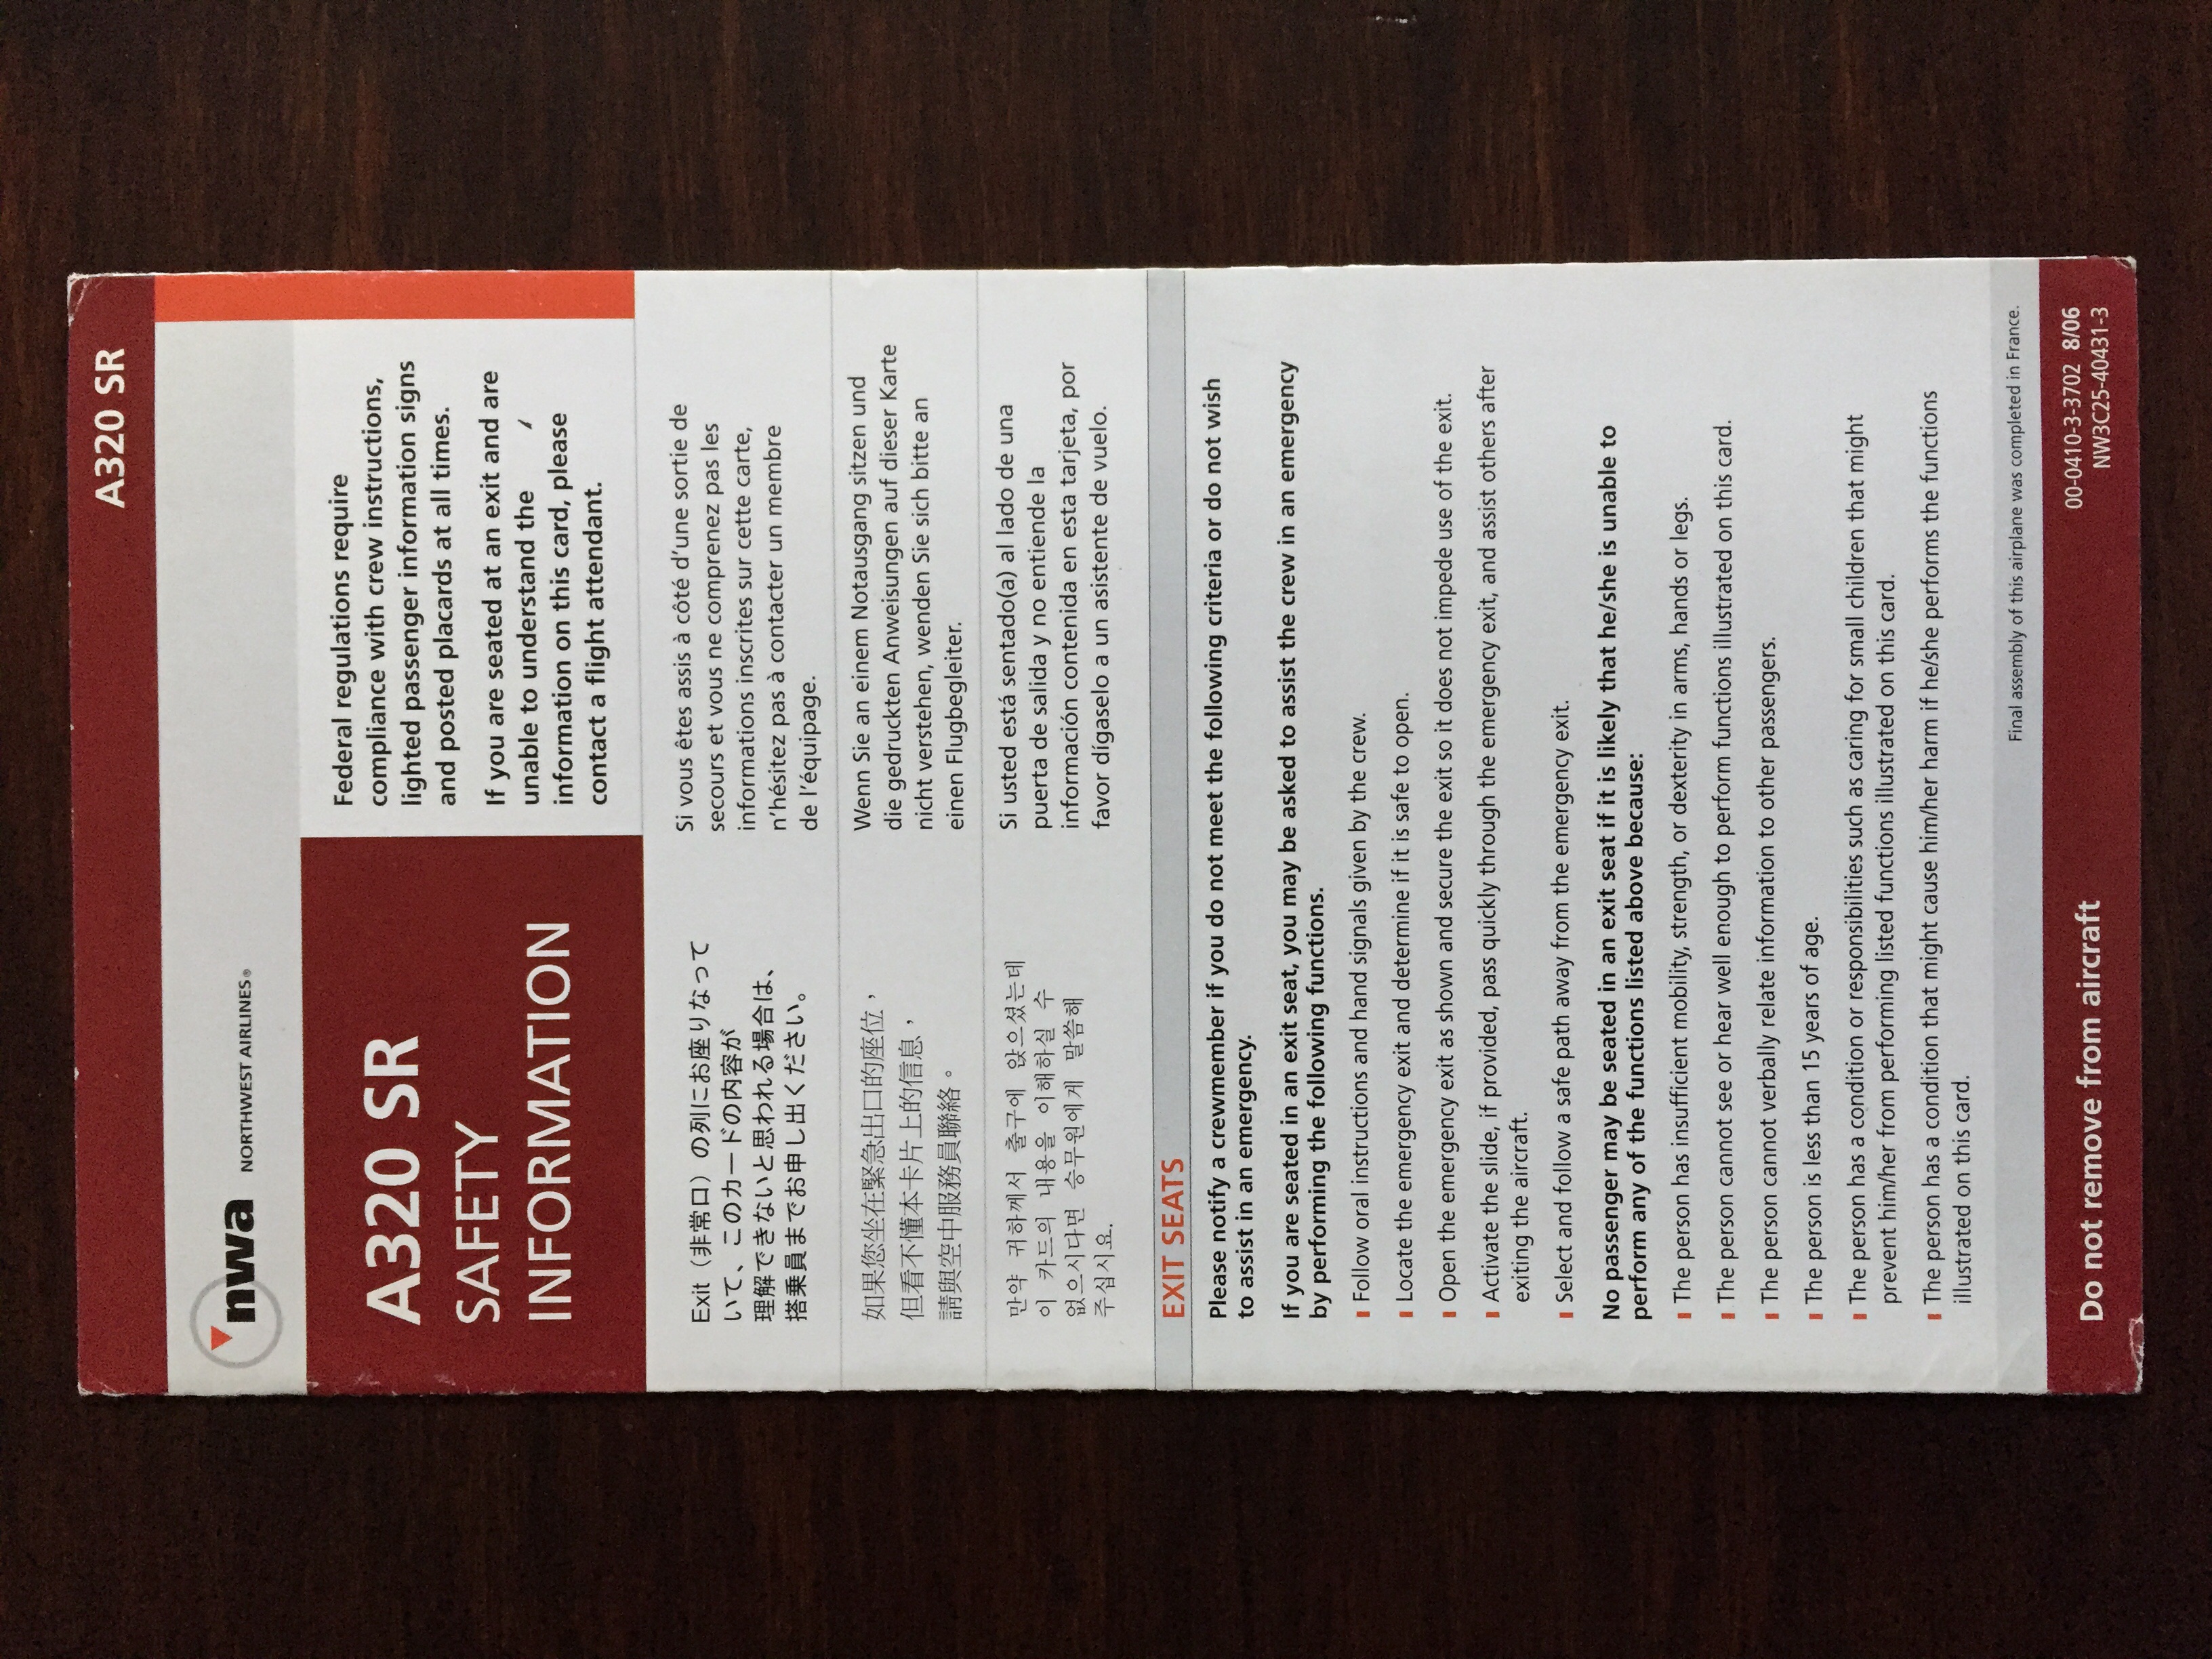 A320 SR
nwa NORTHWEST AIRLINES®
A320 SR
SAFETY
INFORMATION
Federal regulations require
compliance with crew instructions,
lighted passenger information signs
and posted placards at all times.
If you are seated at an exit and are
unable to understand the
information on this card, please
contact a flight attendant.
Exit（非常口）の列にお座りなって
いて、このカードの内容が
理解できないと思われる場合は、
搭乗員までお申し出ください。
Si vous êtes assis à côté d'une sortie de
secours et vous ne comprenez pas les
informations inscrites sur cette carte,
n'hésitez pas à contacter un membre
de l'équipage.
如果您坐在緊急出口的座位，
但看不懂本卡片上的信息，
請與空中服務員聯絡。
Wenn Sie an einem Notausgang sitzen und
die gedruckten Anweisungen auf dieser Karte
nicht verstehen, wenden Sie sich bitte an
einen Flugbegleiter.
만약 귀하께서 출구에 앉으셨는데
이 카드의 내용을 이해하실 수
없으시다면 승무원에게 말씀해
주십시요.
Si usted está sentado(a) al lado de una
puerta de salida y no entiende la
información contenida en esta tarjeta, por
favor dígaselo a un asistente de vuelo.
EXIT SEATS
Please notify a crewmember if you do not meet the following criteria or do not wish
to assist in an emergency.
If you are seated in an exit seat, you may be asked to assist the crew in an emergency
by performing the following functions.
Follow oral instructions and hand signals given by the crew.
Locate the emergency exit and determine if it is safe to open.
Open the emergency exit as shown and secure the exit so it does not impede use of the exit.
Activate the slide, if provided, pass quickly through the emergency exit, and assist others after
exiting the aircraft.
Select and follow a safe path away from the emergency exit.
No passenger may be seated in an exit seat if it is likely that he/she is unable to
perform any of the functions listed above because:
The person has insufficient mobility, strength, or dexterity in arms, hands or legs.
The person cannot see or hear well enough to perform functions illustrated on this card.
The person cannot verbally relate information to other passengers.
The person is less than 15 years of age.
The person has a condition or responsibilities such as caring for small children that might
prevent him/her from performing listed functions illustrated on this card.
The person has a condition that might cause him/her harm if he/she performs the functions
illustrated on this card.
Final assembly of this airplane was completed in France.
Do not remove from aircraft
00-0410-3-3702 8/06
NW3C25-40431-3